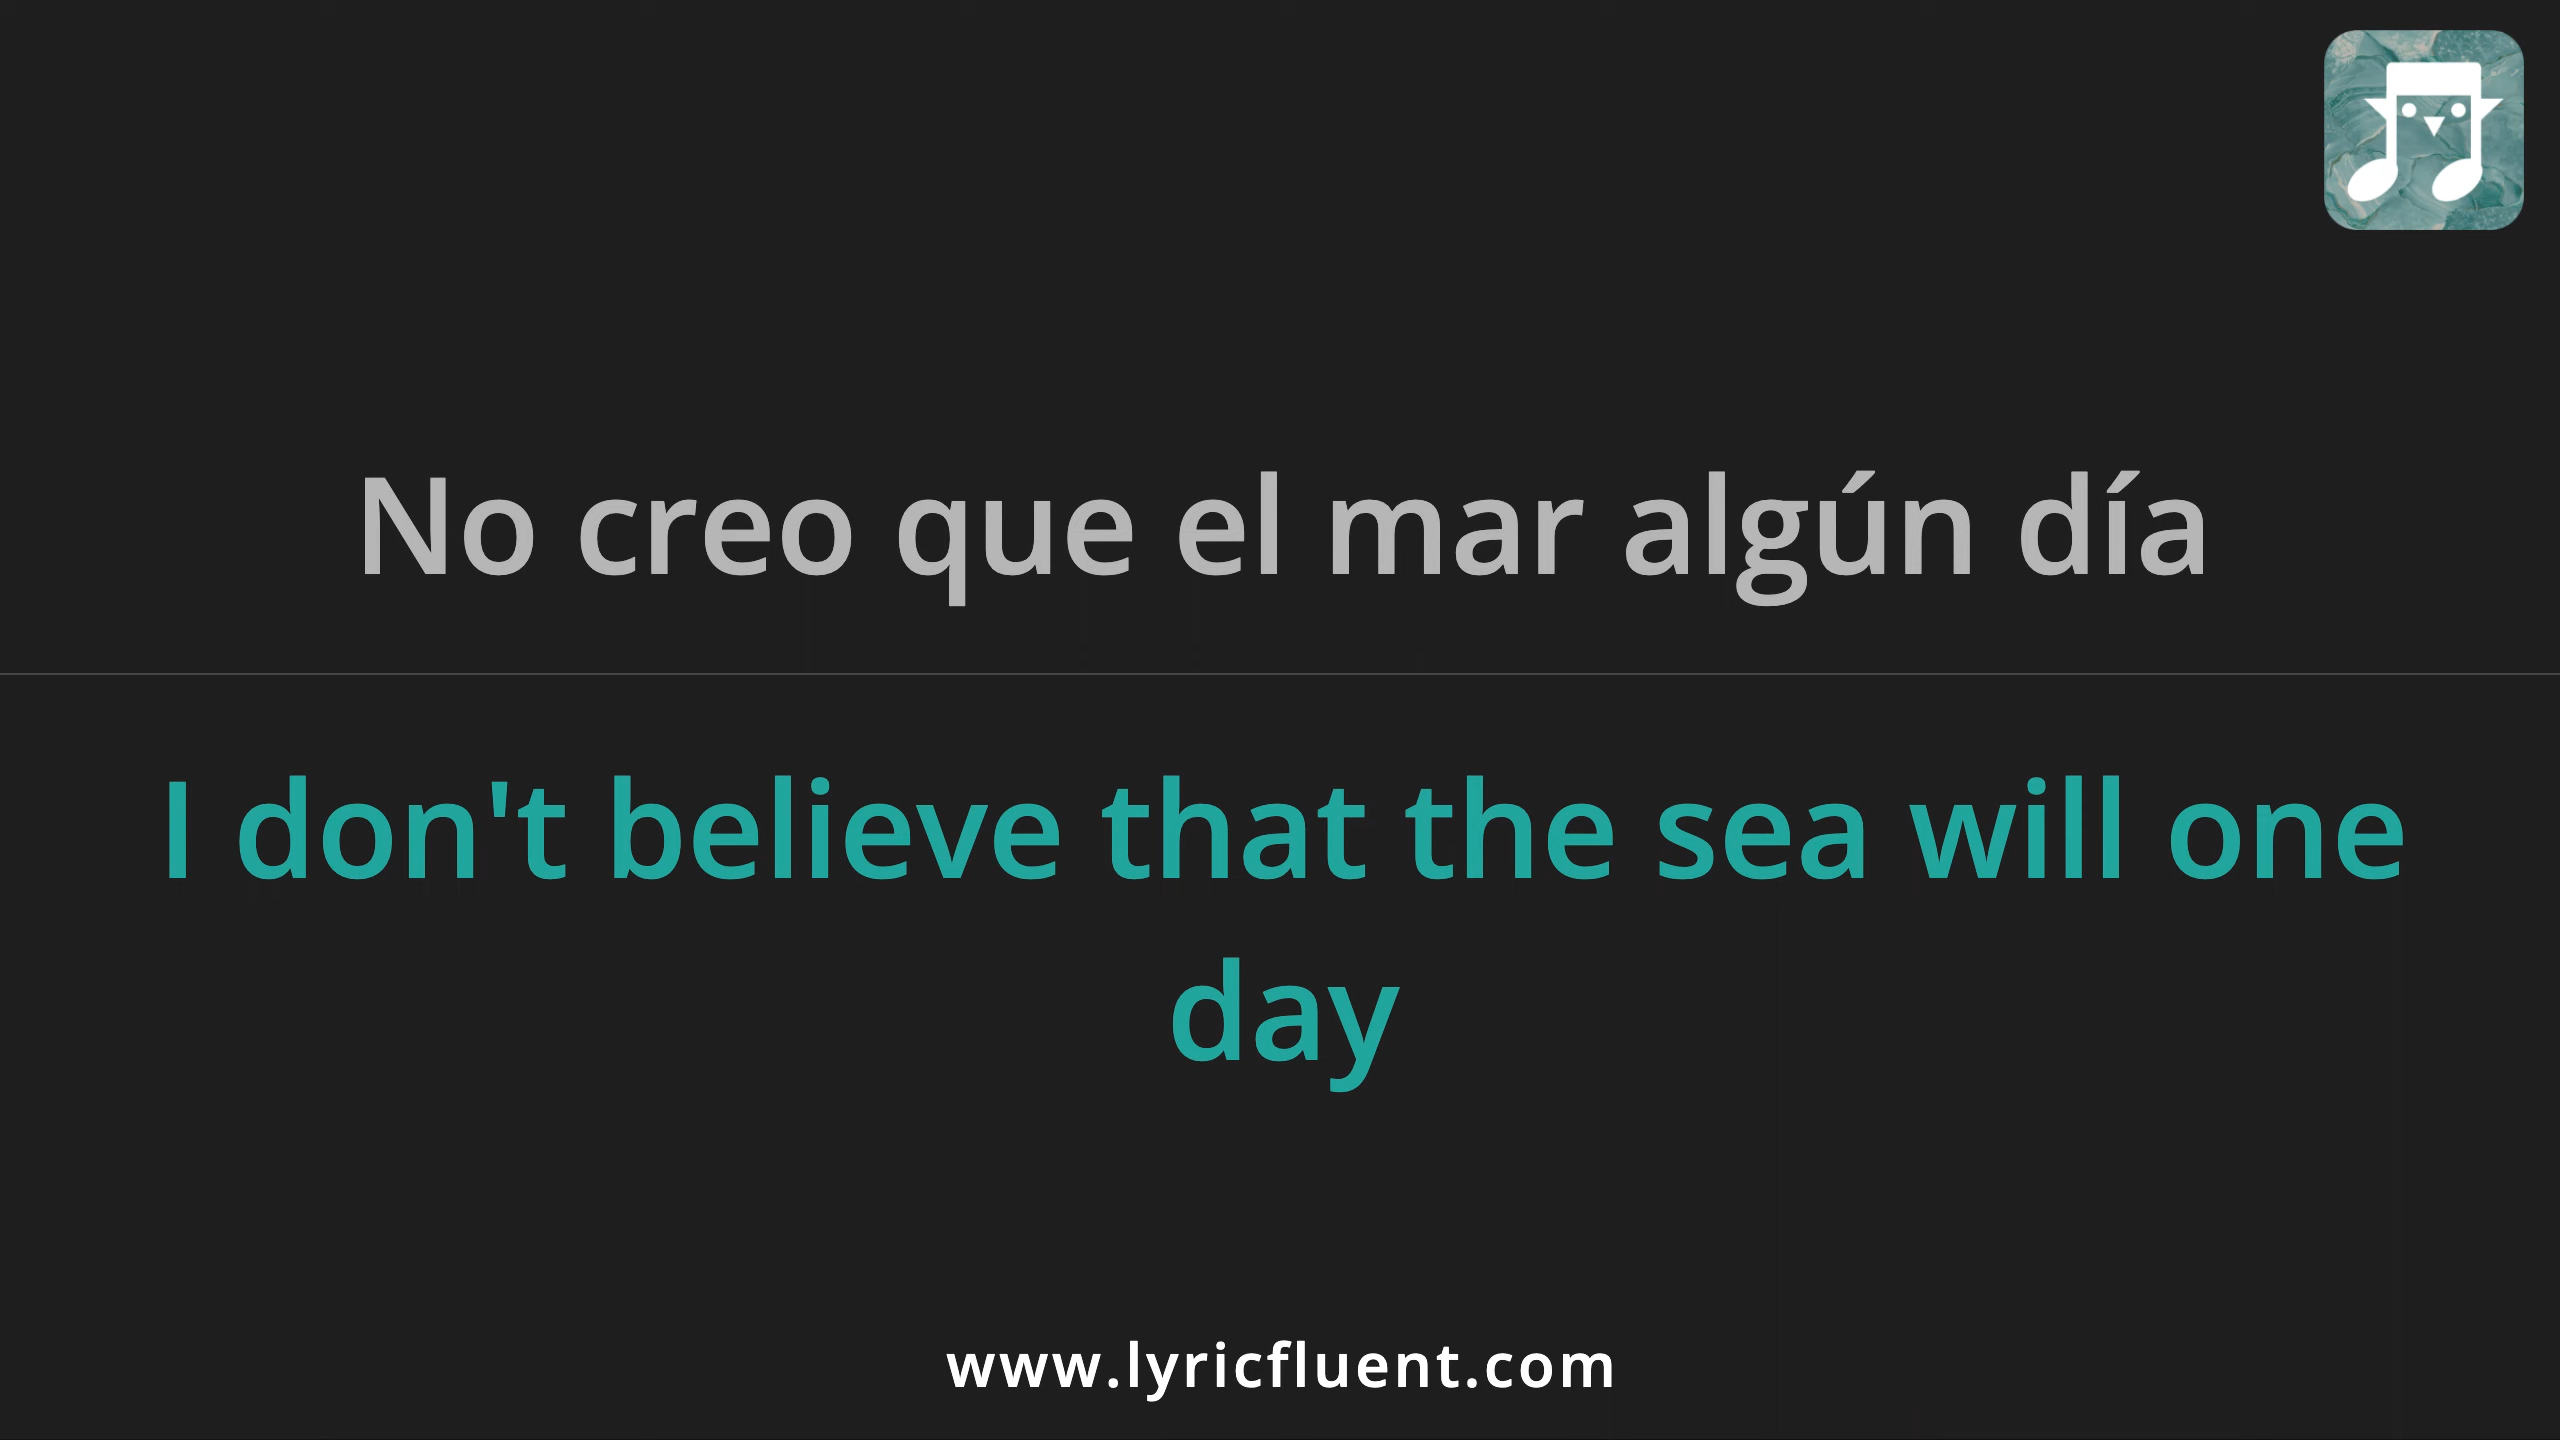 No creo que el mar algún día
I don't believe that the sea will one
day
www.lyricfluent.com